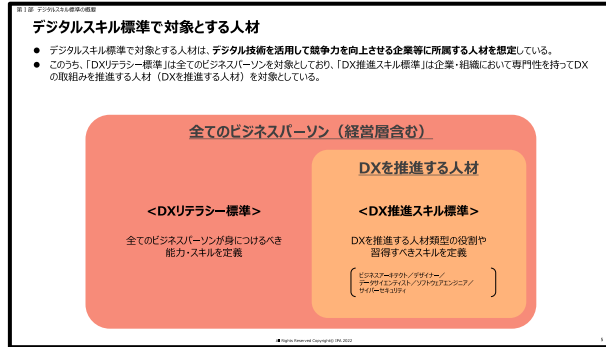 第1部 デジタルスキル標準の概要
デジタルスキル標準で対象とする人材
● デジタルスキル標準で対象とする人材は、デジタル技術を活用して競争力を向上させる企業等に所属する人材を想定している。
● このうち、「DXリテラシー標準」は全てのビジネスパーソンを対象としており、「DX推進スキル標準」は企業・組織において専門性を持ってDX
の取組みを推進する人材（DXを推進する人材）を対象としている。
全てのビジネスパーソン（経営層含む）
DXを推進する人材
<DXリテラシー標準>
全てのビジネスパーソンが身につけるべき
能力・スキルを定義
<DX推進スキル標準>
DXを推進する人材類型の役割や
習得すべきスキルを定義
ビジネスアーキテクト／デザイナー／
データサイエンティスト／ソフトウェアエンジニア／
サイバーセキュリティ
Rights Reserved Copyright© IPA 2022